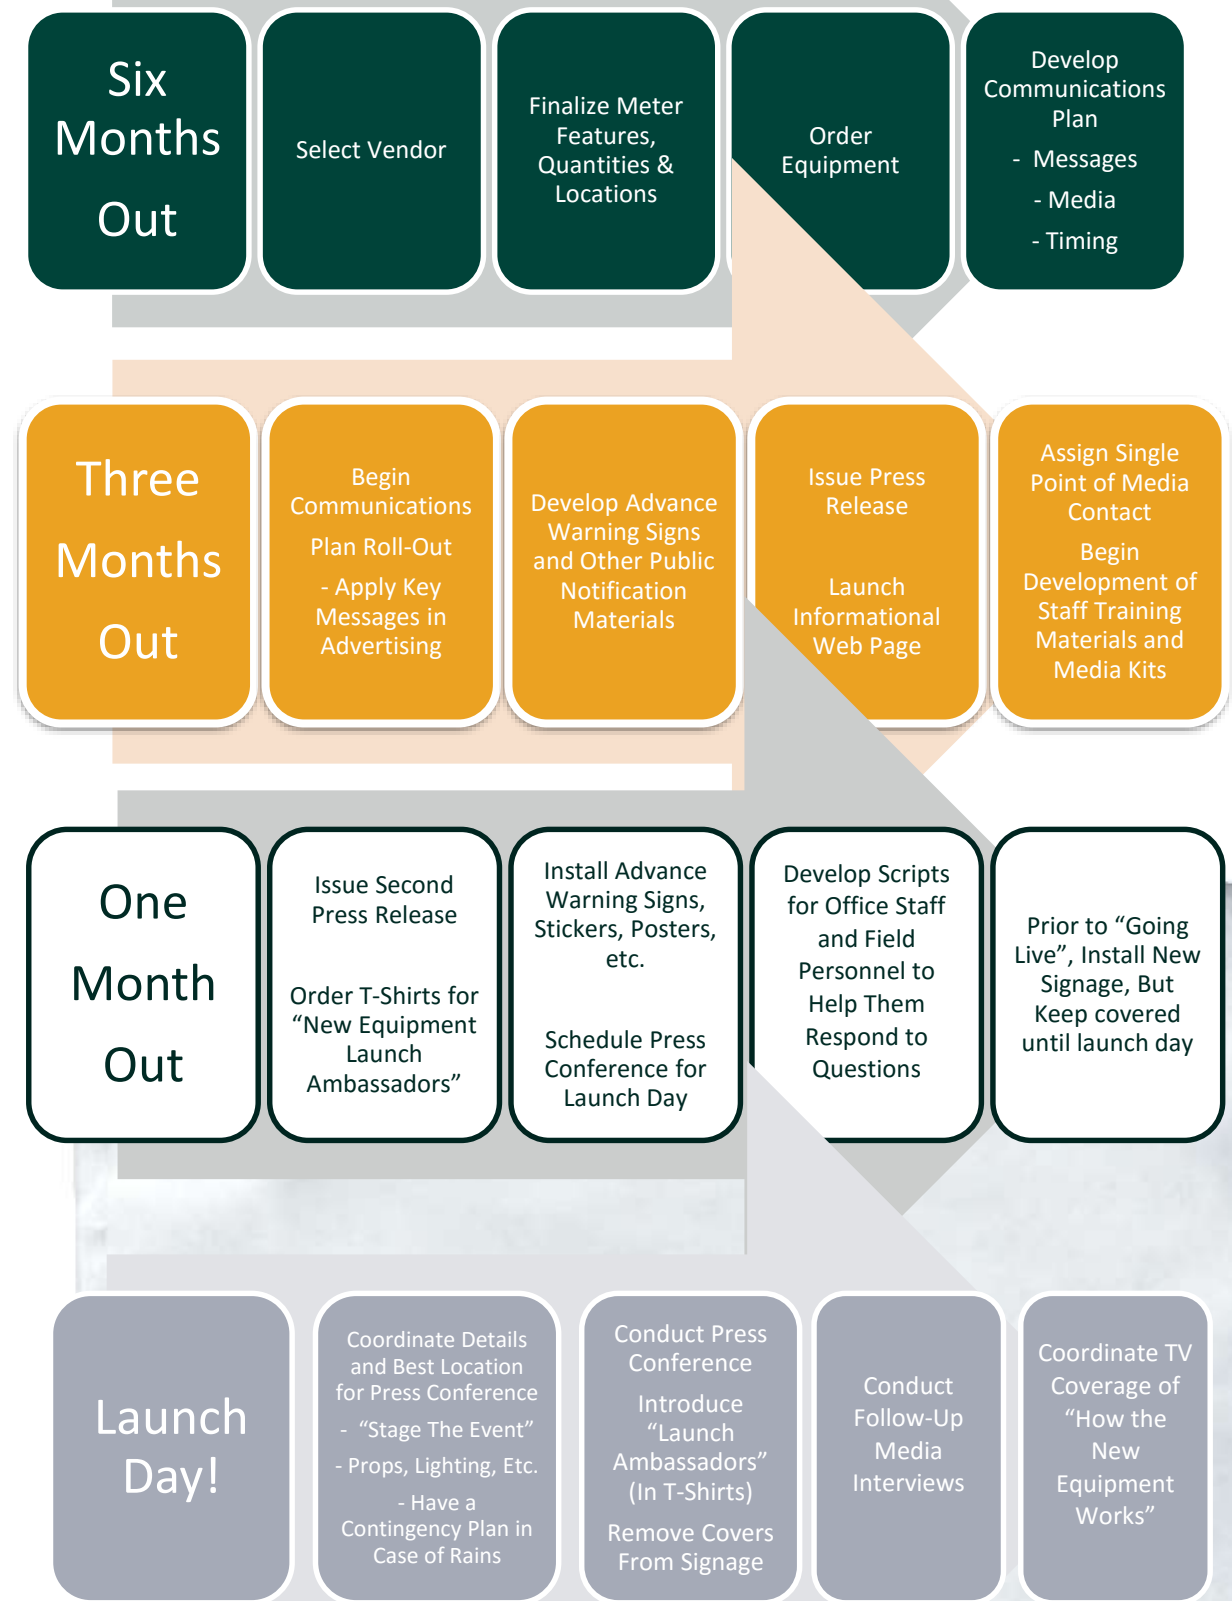 Six
Months
Out
Select Vendor
Finalize Meter
Features,
Quantities &
Locations
Order
Equipment
Develop
Communications
Plan
- Messages
- Media
- Timing
Three
Months
Out
Begin
Communications
Plan Roll-Out
- Apply Key
Messages in
Advertising
Develop Advance
Warning Signs
and Other Public
Notification
Materials
Issue Press
Release
Launch
Informational
Web Page
Assign Single
Point of Media
Contact
Begin
Development of
Staff Training
Materials and
Media Kits
One
Month
Out
Issue Second
Press Release
Order T-Shirts for
“New Equipment
Launch
Ambassadors”
Install Advance
Warning Signs,
Stickers, Posters,
etc.
Schedule Press
Conference for
Launch Day
Develop Scripts
for Office Staff
and Field
Personnel to
Help Them
Respond to
Questions
Prior to “Going
Live”, Install New
Signage, But
Keep covered
until launch day
Launch
Day!
Coordinate Details
and Best Location
for Press Conference
- “Stage The Event”
- Props, Lighting, Etc.
- Have a
Contingency Plan in
Case of Rains
Conduct Press
Conference
Introduce
“Launch
Ambassadors”
(In T-Shirts)
Remove Covers
From Signage
Conduct
Follow-Up
Media
Interviews
Coordinate TV
Coverage of
“How the
New
Equipment
Works”